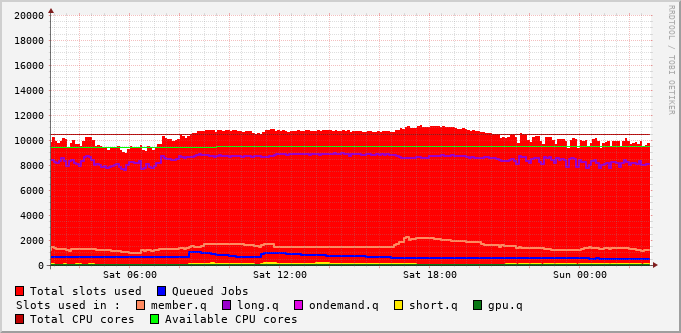 20000
18000
16000
14000
12000
10000
8000
6000
4000
2000
0
Sat 06:00 Sat 12:00 Sat 18:00 Sun 00:00
RRDTOOL / TOBI OETIKER
Total slots used Queued Jobs
Slots used in : member.q long.q ondemand.q short.q gpu.q
Total CPU cores Available CPU cores